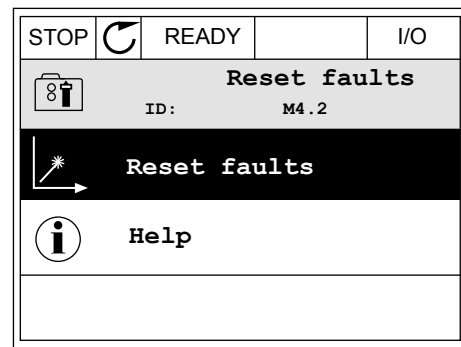 STOP READY I/O
Reset faults
ID: M4.2
Reset faults
Help